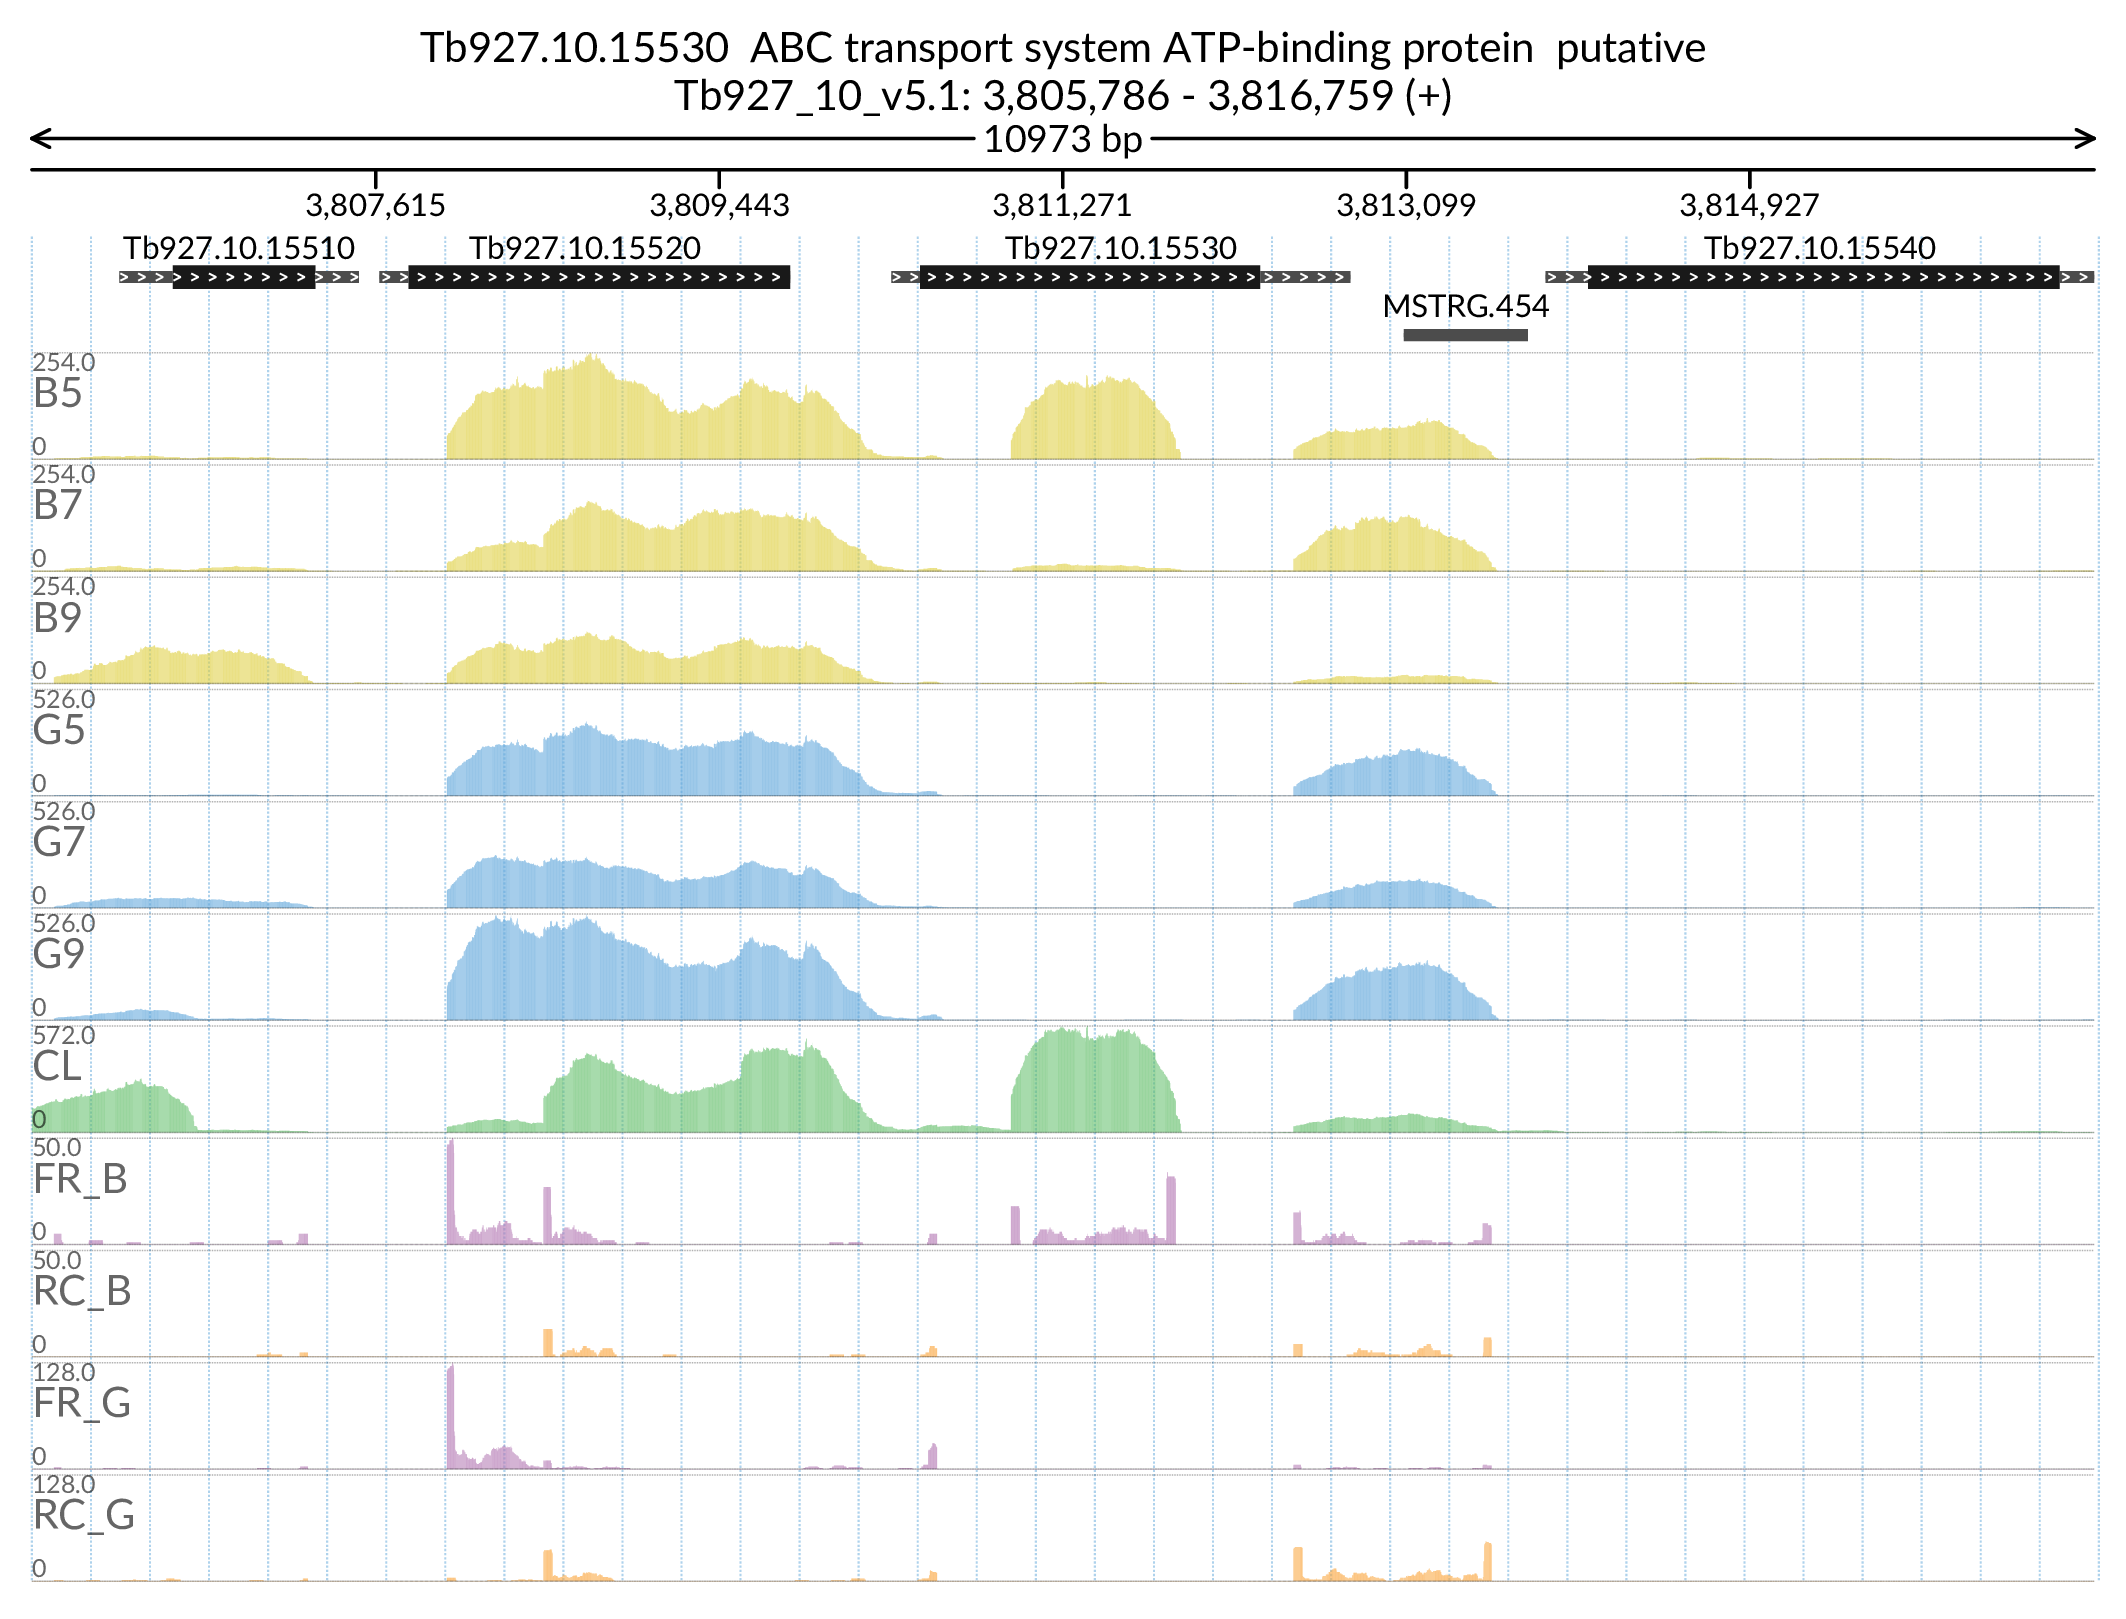 Tb927.10.15530  ABC transport system ATP-binding protein  putative
Tb927_10_v5.1: 3,805,786 - 3,816,759 (+)
10973 bp
3,807,615 3,809,443 3,811,271 3,813,099 3,814,927
Tb927.10.15510 Tb927.10.15520 Tb927.10.15530 Tb927.10.15540
MSTRG.454
254.0
B5
0
254.0
B7
0
254.0
B9
0
526.0
G5
0
526.0
G7
0
526.0
G9
0
572.0
CL
0
50.0
FR_B
0
50.0
RC_B
0
128.0
FR_G
0
128.0
RC_G
0